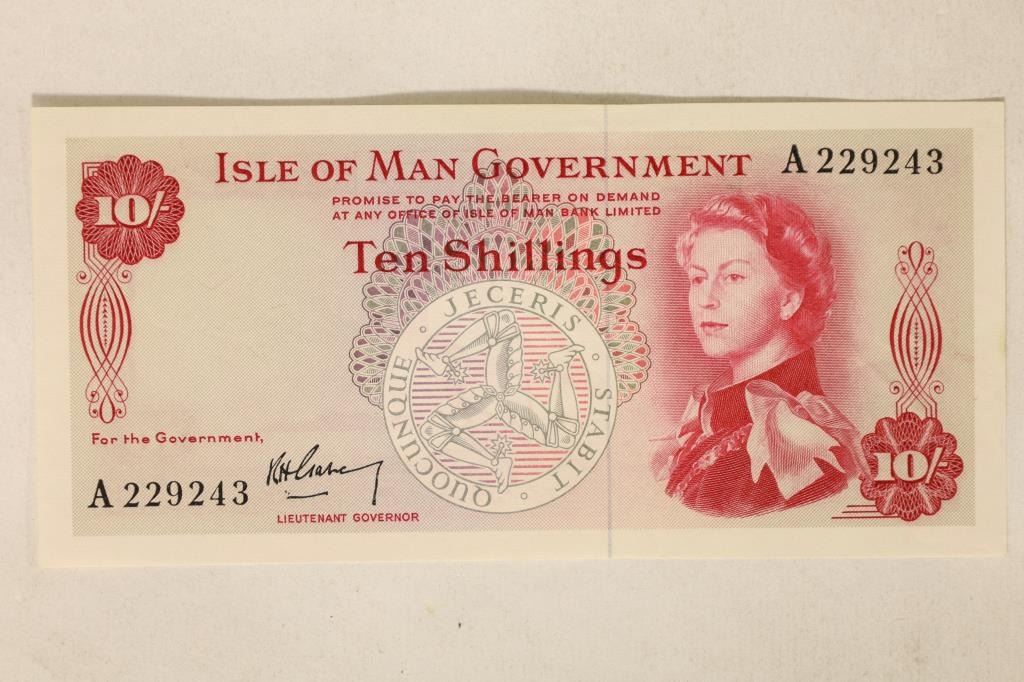 ISLE OF MAN GOVERNMENT
A 229243
10/-
PROMISE TO PAY THE BEARER ON DEMAND
AT ANY OFFICE OF ISLE OF MAN BANK LIMITED
Ten Shillings
QUOCUNQUE · JECERIS · STABIT ·
For the Government,
A 229243
LIEUTENANT GOVERNOR
10/-